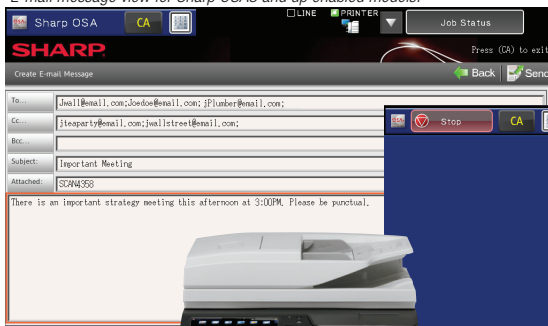 E-mail message view for Sharp OSA® and up enabled models.
Sharp OSA CA LINE PRINTER Job Status
SHARP Press (CA) to exit
Create E-mail Message Back Send
To... Jwall@email.com;Joedoe@email.com; jPlumber@email.com;
Cc... jteaparty@email.com;jwallstreet@email.com;
OSA Stop CA
Bcc...
Subject: Important Meeting
Attached: SCAN4358
There is an important strategy meeting this afternoon at 3:00PM. Please be punctual.